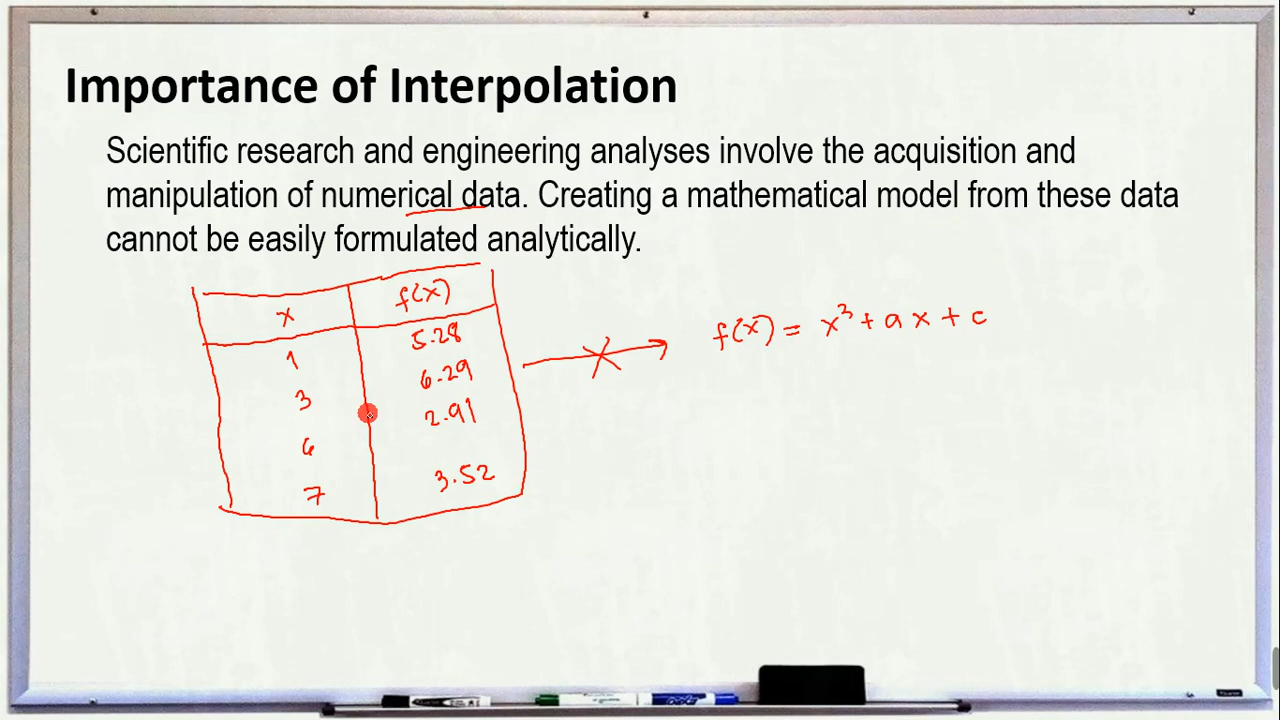 Importance of Interpolation
Scientific research and engineering analyses involve the acquisition and
manipulation of numerical data. Creating a mathematical model from these data
cannot be easily formulated analytically.
x f(x)
1 5.28
3 6.29
6 2.91
7 3.52
f(x) = x³ + ax + c